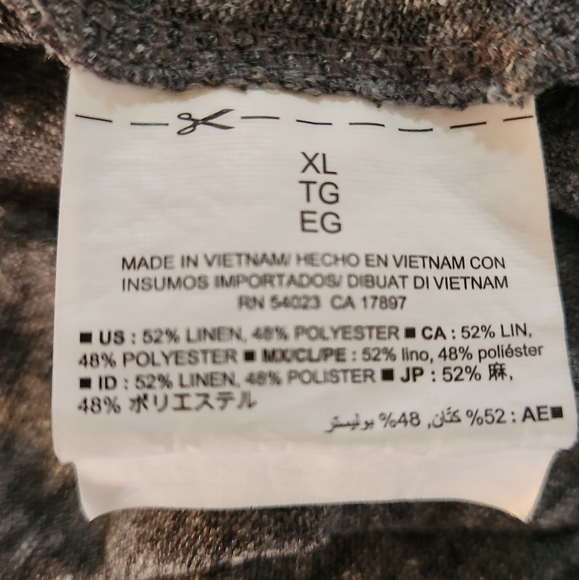 XL
TG
EG
MADE IN VIETNAM/ HECHO EN VIETNAM CON
INSUMOS IMPORTADOS/ DIBUAT DI VIETNAM
RN 54023 CA 17897
■ US : 52% LINEN, 48% POLYESTER ■ CA : 52% LIN,
48% POLYESTER ■ MX/CL/PE : 52% lino, 48% poliéster
■ ID : 52% LINEN, 48% POLISTER ■ JP : 52% 麻,
48% ポリエステル
■AE : 52% كتّان, 48% بوليستر